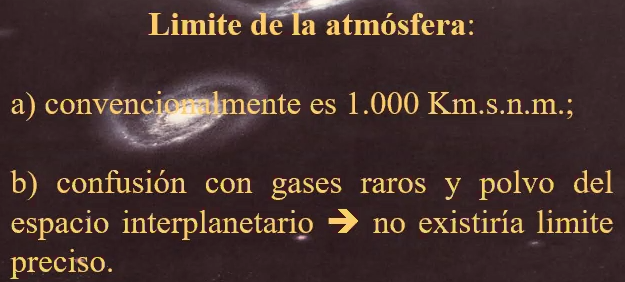 Limite de la atmósfera:
a) convencionalmente es 1.000 Km.s.n.m.;
b) confusión con gases raros y polvo del
espacio interplanetario ➔ no existiría limite
preciso.